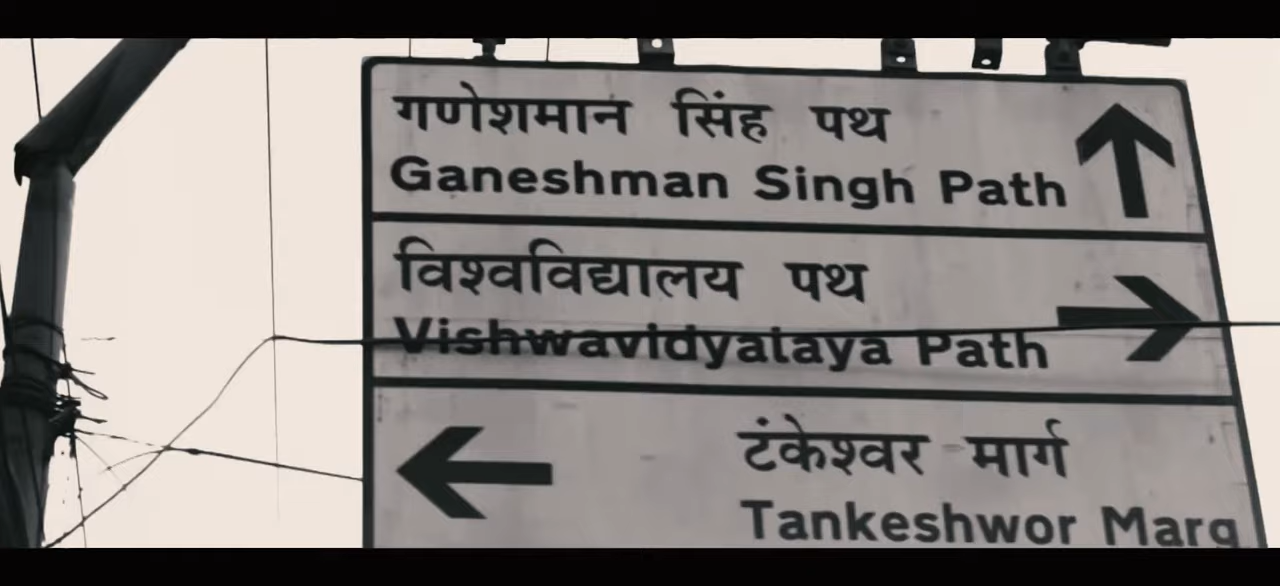 गणेशमान सिंह पथ
Ganeshman Singh Path
विश्वविद्यालय पथ
Vishwavidyalaya Path
टंकेश्वर मार्ग
Tankeshwor Marg